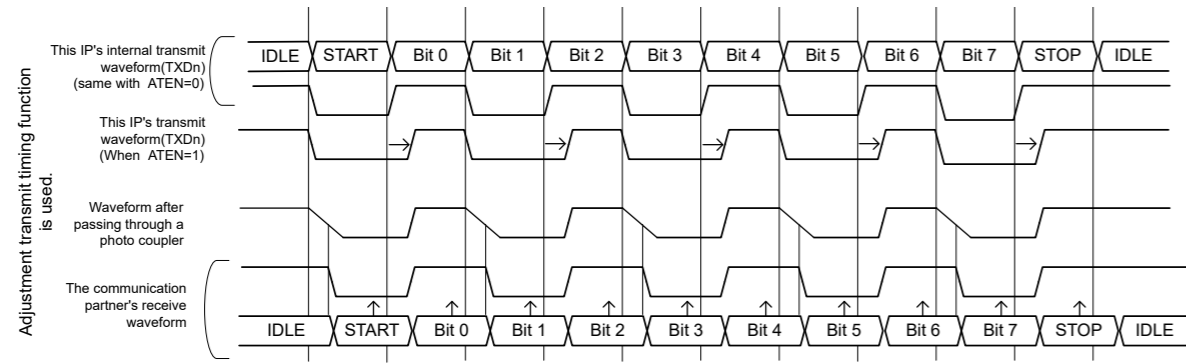 Adjustment transmit timing function
is used.
This IP's internal transmit
waveform(TXDn)
(same with ATEN=0)
IDLE START Bit 0 Bit 1 Bit 2 Bit 3 Bit 4 Bit 5 Bit 6 Bit 7 STOP IDLE
This IP's transmit
waveform(TXDn)
(When ATEN=1)
Waveform after
passing through a
photo coupler
The communication
partner's receive
waveform
IDLE START Bit 0 Bit 1 Bit 2 Bit 3 Bit 4 Bit 5 Bit 6 Bit 7 STOP IDLE